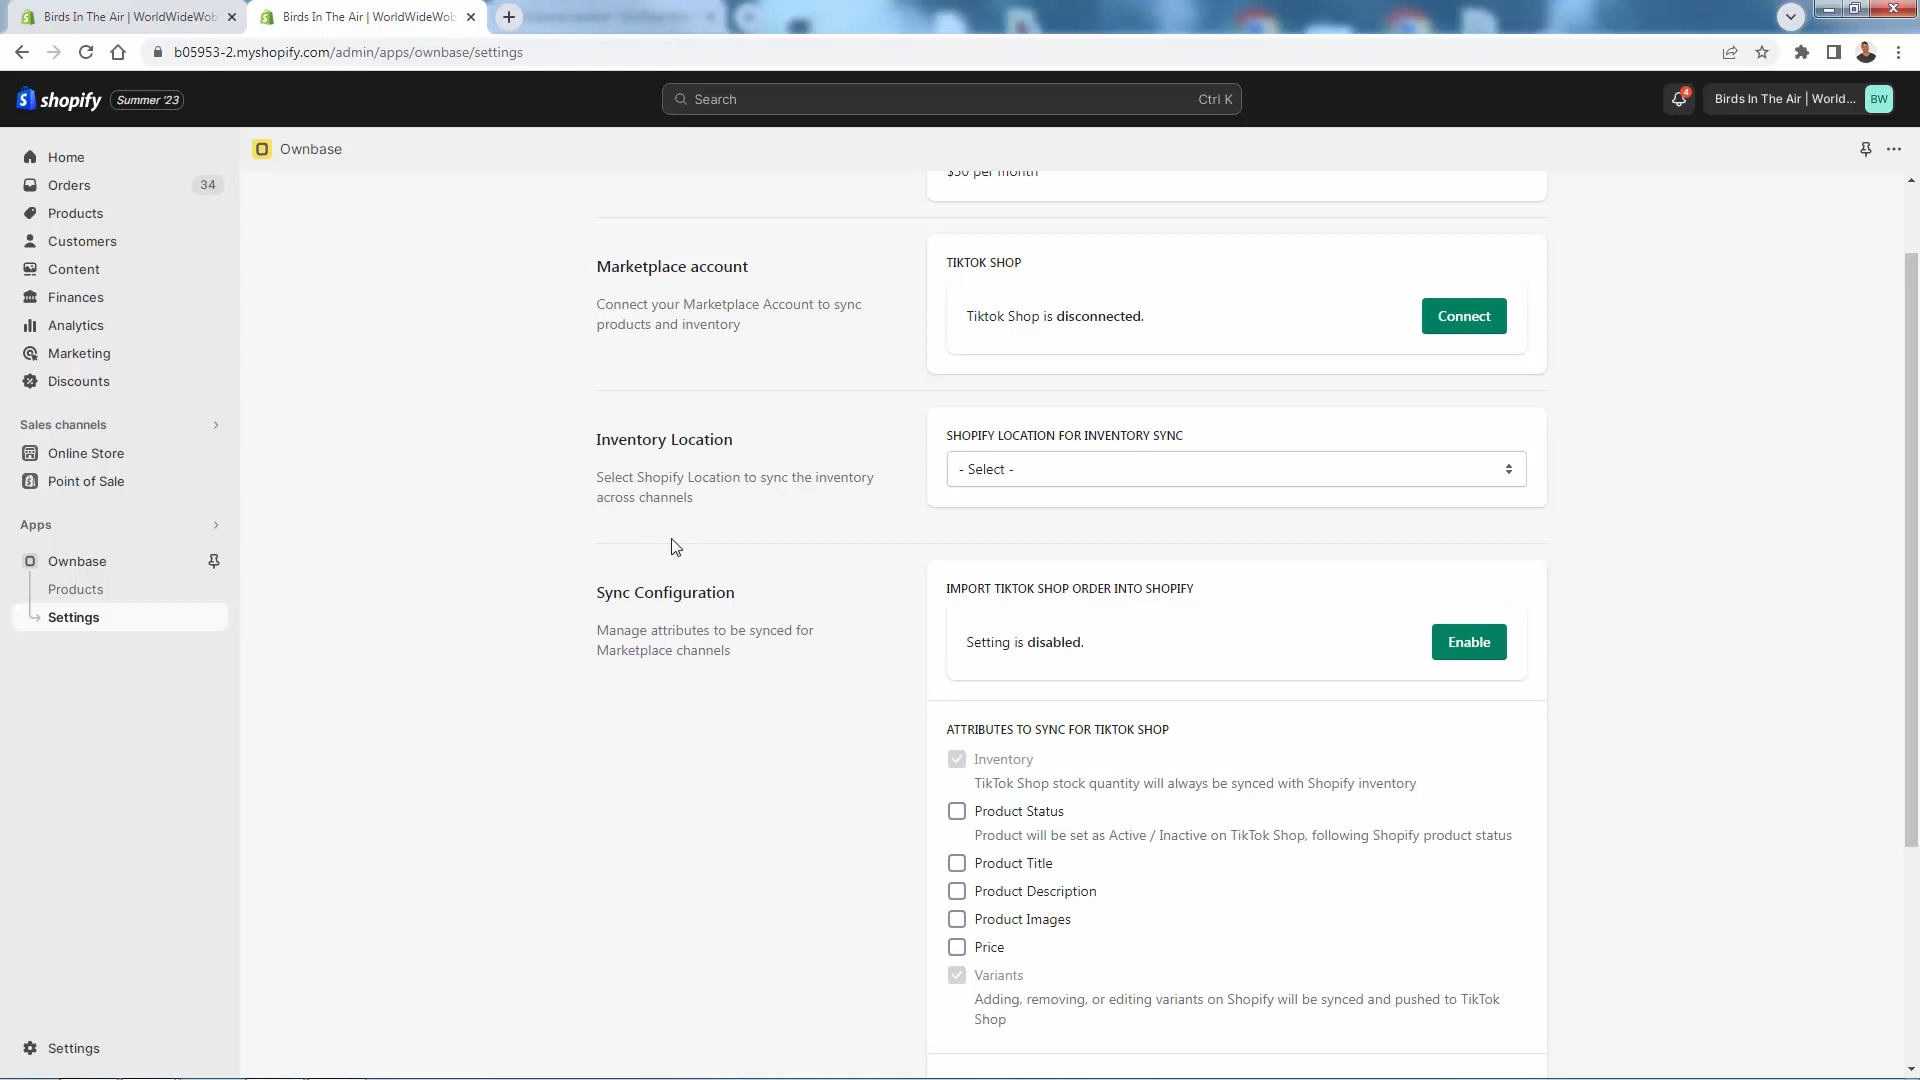 Birds In The Air | WorldWideWob
Birds In The Air | WorldWideWob
b05953-2.myshopify.com/admin/apps/ownbase/settings
shopify
Summer '23
Search
Ctrl K
4
Birds In The Air | World...
BW
Home
Orders
34
Products
Customers
Content
Finances
Analytics
Marketing
Discounts
Sales channels
Online Store
Point of Sale
Apps
Ownbase
Products
Settings
Settings
Ownbase
$30 per month
Marketplace account
Connect your Marketplace Account to sync
products and inventory
TIKTOK SHOP
Tiktok Shop is disconnected.
Connect
Inventory Location
Select Shopify Location to sync the inventory
across channels
SHOPIFY LOCATION FOR INVENTORY SYNC
- Select -
Sync Configuration
Manage attributes to be synced for
Marketplace channels
IMPORT TIKTOK SHOP ORDER INTO SHOPIFY
Setting is disabled.
Enable
ATTRIBUTES TO SYNC FOR TIKTOK SHOP
Inventory
TikTok Shop stock quantity will always be synced with Shopify inventory
Product Status
Product will be set as Active / Inactive on TikTok Shop, following Shopify product status
Product Title
Product Description
Product Images
Price
Variants
Adding, removing, or editing variants on Shopify will be synced and pushed to TikTok
Shop